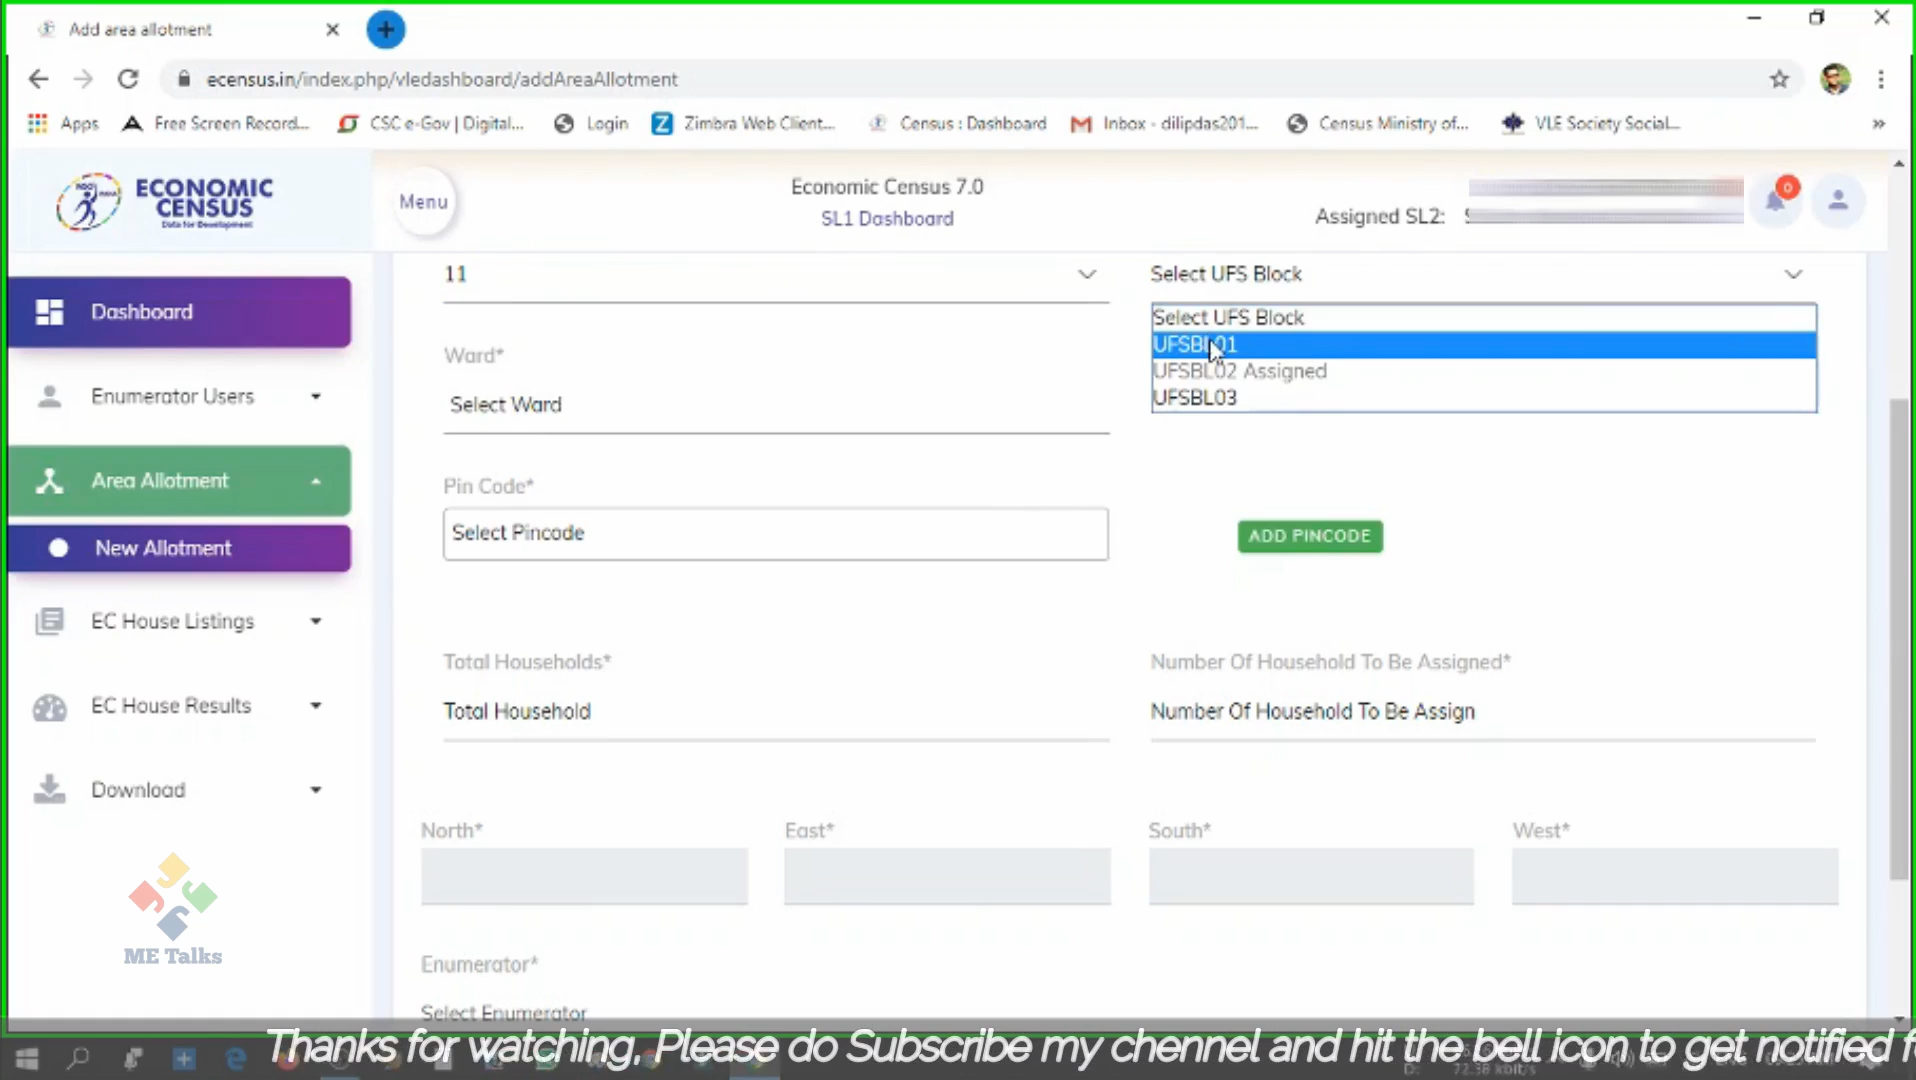 Add area allotment
ecensus.in/index.php/vledashboard/addAreaAllotment
Apps Free Screen Record... CSC e-Gov | Digital... Login Zimbra Web Client... Census : Dashboard Inbox - dilipdas201... Census Ministry of... VLE Society Social...
ECONOMIC
CENSUS
Data for Development
Menu
Economic Census 7.0
SL1 Dashboard
Assigned SL2:
0
Dashboard
Enumerator Users
Area Allotment
New Allotment
EC House Listings
EC House Results
Download
ME Talks
11
Select UFS Block
Select UFS Block
UFSBL01
UFSBL02 Assigned
UFSBL03
Ward*
Select Ward
Pin Code*
Select Pincode
ADD PINCODE
Total Households*
Total Household
Number Of Household To Be Assigned*
Number Of Household To Be Assign
North* East* South* West*
Enumerator*
Select Enumerator
Thanks for watching, Please do Subscribe my chennel and hit the bell icon to get notified f